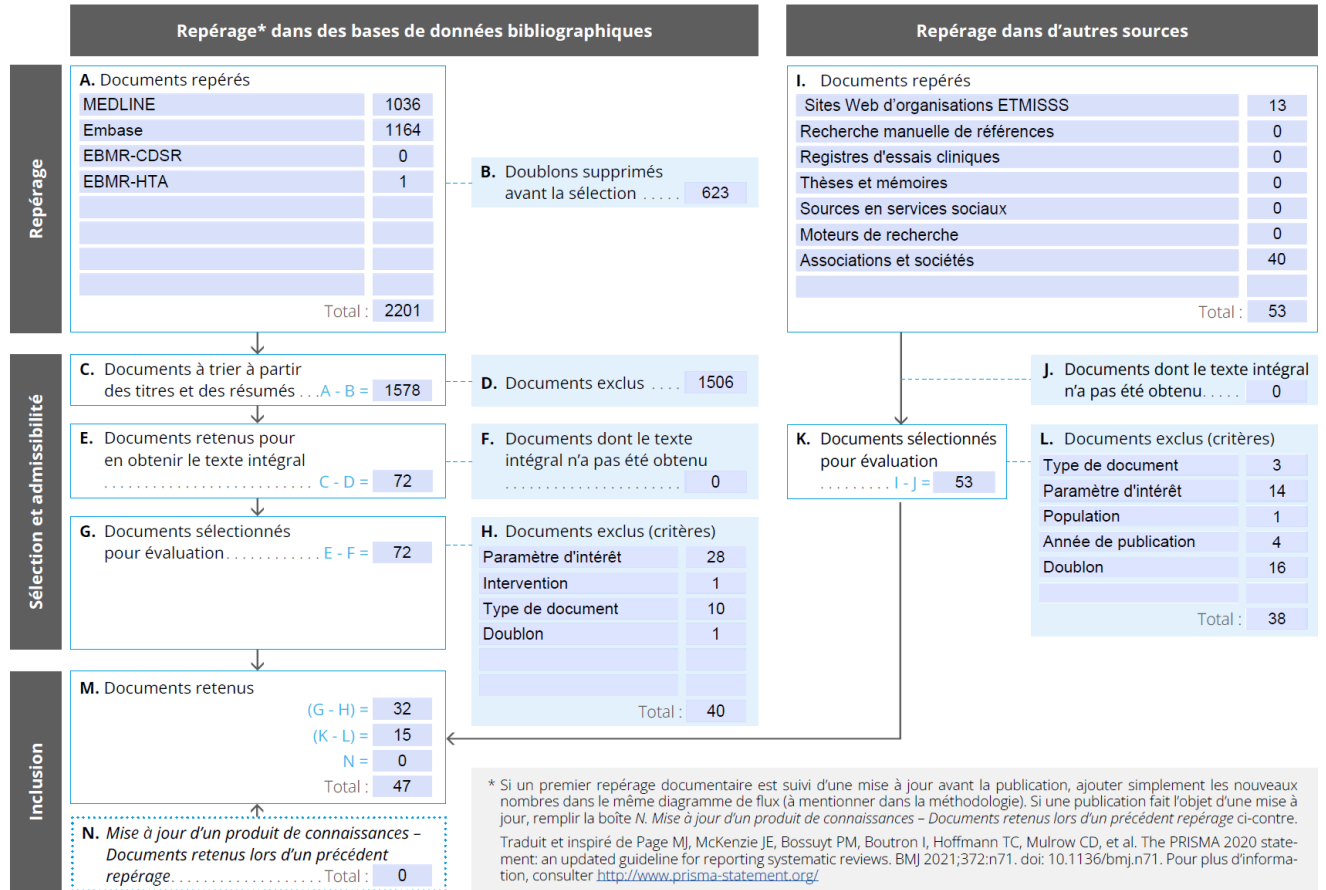 Repérage* dans des bases de données bibliographiques
Repérage dans d'autres sources
Repérage
A. Documents repérés
MEDLINE 1036
Embase 1164
EBMR-CDSR 0
EBMR-HTA 1
Total : 2201
B. Doublons supprimés
avant la sélection ..... 623
I. Documents repérés
Sites Web d'organisations ETMISSS 13
Recherche manuelle de références 0
Registres d'essais cliniques 0
Thèses et mémoires 0
Sources en services sociaux 0
Moteurs de recherche 0
Associations et sociétés 40
Total : 53
Sélection et admissibilité
C. Documents à trier à partir
des titres et des résumés ...A - B = 1578
D. Documents exclus .... 1506
J. Documents dont le texte intégral
n'a pas été obtenu..... 0
E. Documents retenus pour
en obtenir le texte intégral
........................ C - D = 72
F. Documents dont le texte
intégral n'a pas été obtenu
....................... 0
K. Documents sélectionnés
pour évaluation
......... I - J = 53
L. Documents exclus (critères)
Type de document 3
Paramètre d'intérêt 14
Population 1
Année de publication 4
Doublon 16
Total : 38
G. Documents sélectionnés
pour évaluation............ E - F = 72
H. Documents exclus (critères)
Paramètre d'intérêt 28
Intervention 1
Type de document 10
Doublon 1
Total : 40
Inclusion
M. Documents retenus
(G - H) = 32
(K - L) = 15
N = 0
Total : 47
N. Mise à jour d'un produit de connaissances –
Documents retenus lors d'un précédent
repérage.................... Total : 0
* Si un premier repérage documentaire est suivi d'une mise à jour avant la publication, ajouter simplement les nouveaux
nombres dans le même diagramme de flux (à mentionner dans la méthodologie). Si une publication fait l'objet d'une mise à
jour, remplir la boîte N. Mise à jour d'un produit de connaissances – Documents retenus lors d'un précédent repérage ci-contre.
Traduit et inspiré de Page MJ, McKenzie JE, Bossuyt PM, Boutron I, Hoffmann TC, Mulrow CD, et al. The PRISMA 2020 state-
ment: an updated guideline for reporting systematic reviews. BMJ 2021;372:n71. doi: 10.1136/bmj.n71. Pour plus d'informa-
tion, consulter http://www.prisma-statement.org/